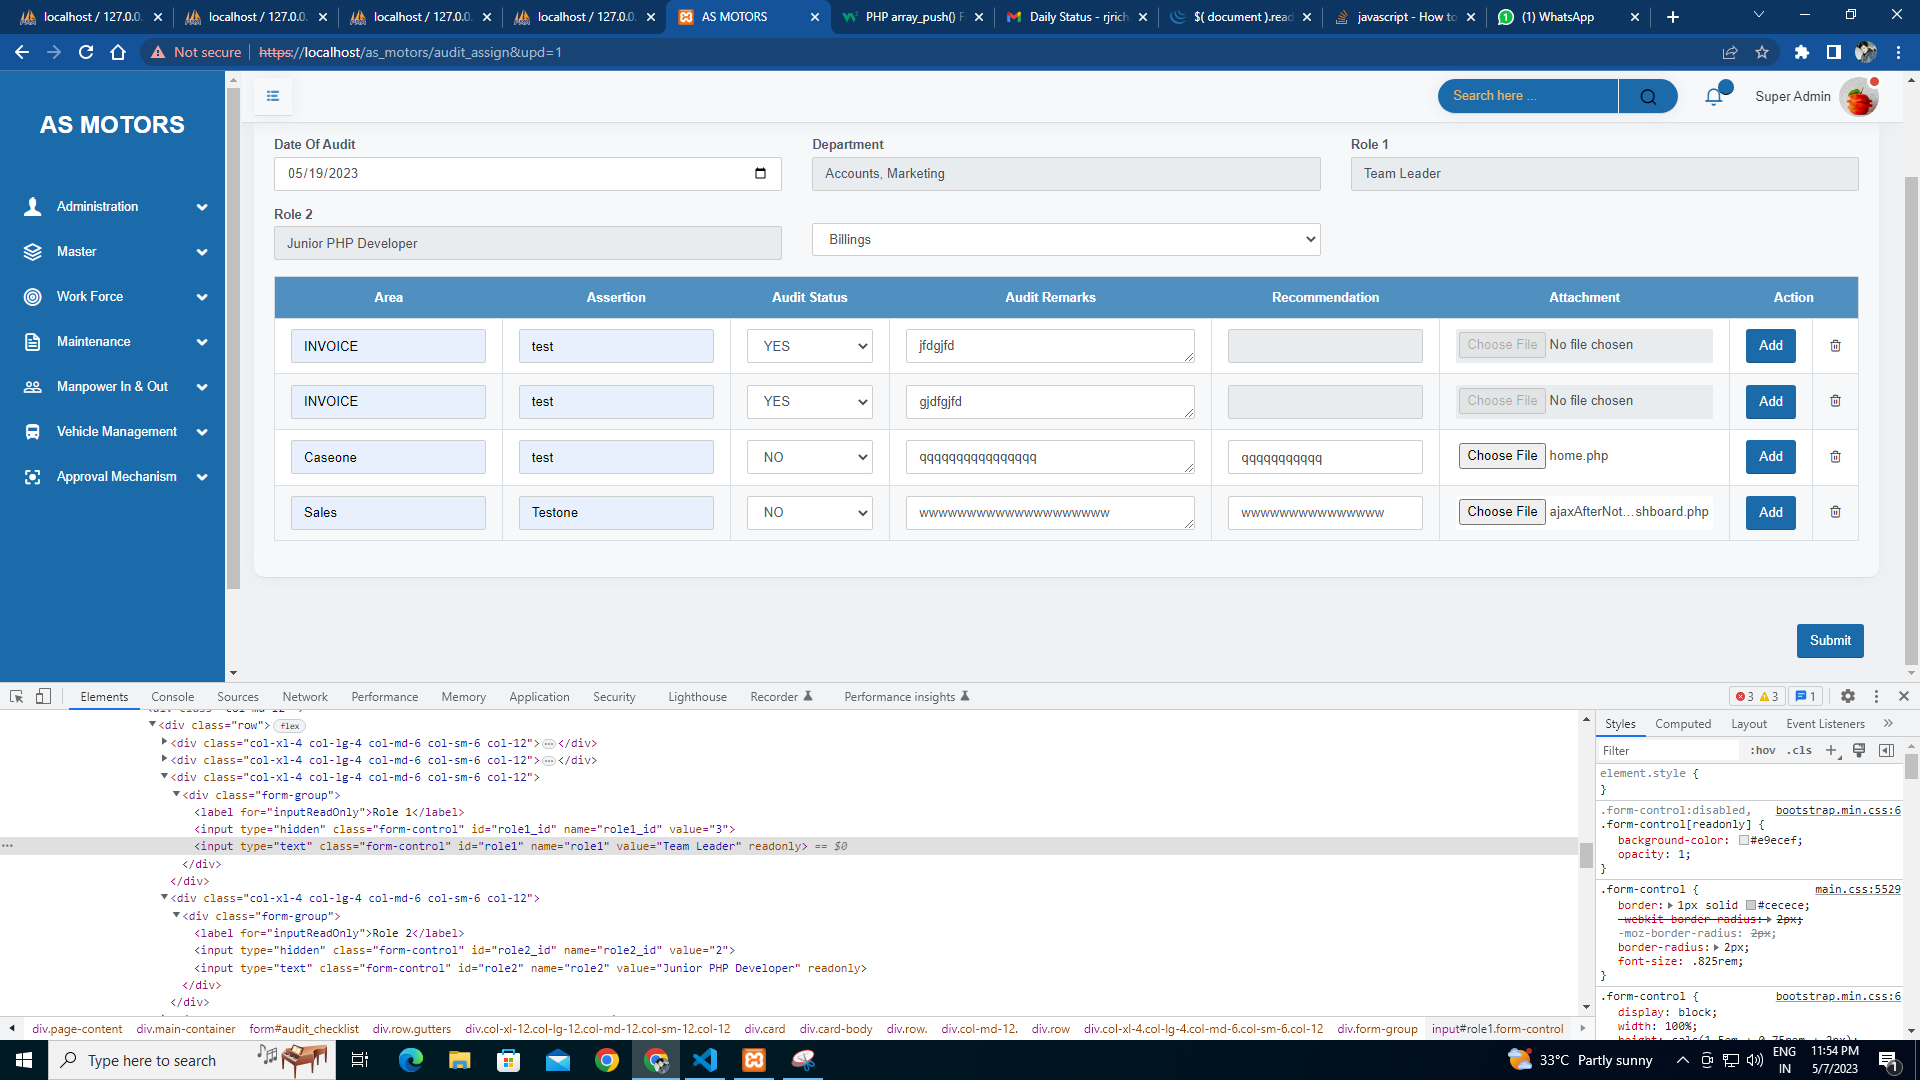 localhost / 127.0.0.
localhost / 127.0.0.
localhost / 127.0.0.
localhost / 127.0.0.
AS MOTORS
PHP array_push() F
Daily Status - rjrich
$( document ).read
javascript - How to
(1) WhatsApp
Not secure
https://localhost/as_motors/audit_assign&upd=1
AS MOTORS
Search here ...
Super Admin
Administration
Master
Work Force
Maintenance
Manpower In & Out
Vehicle Management
Approval Mechanism
Date Of Audit
Department
Role 1
05/19/2023
Accounts, Marketing
Team Leader
Role 2
Junior PHP Developer
Billings
Area
Assertion
Audit Status
Audit Remarks
Recommendation
Attachment
Action
INVOICE
test
YES
jfdgjfd
Choose File No file chosen
Add
INVOICE
test
YES
gjdfgjfd
Choose File No file chosen
Add
Caseone
test
NO
qqqqqqqqqqqqqqqq
qqqqqqqqqqq
Choose File home.php
Add
Sales
Testone
NO
wwwwwwwwwwwwwwwwwwww
wwwwwwwwwwwwwww
Choose File ajaxAfterNot...shboard.php
Add
Submit
Elements
Console
Sources
Network
Performance
Memory
Application
Security
Lighthouse
Recorder
Performance insights
3
3
1
<div class="row"> flex
<div class="col-xl-4 col-lg-4 col-md-6 col-sm-6 col-12"> … </div>
<div class="col-xl-4 col-lg-4 col-md-6 col-sm-6 col-12"> … </div>
<div class="col-xl-4 col-lg-4 col-md-6 col-sm-6 col-12">
<div class="form-group">
<label for="inputReadOnly">Role 1</label>
<input type="hidden" class="form-control" id="role1_id" name="role1_id" value="3">
<input type="text" class="form-control" id="role1" name="role1" value="Team Leader" readonly> == $0
</div>
</div>
<div class="col-xl-4 col-lg-4 col-md-6 col-sm-6 col-12">
<div class="form-group">
<label for="inputReadOnly">Role 2</label>
<input type="hidden" class="form-control" id="role2_id" name="role2_id" value="2">
<input type="text" class="form-control" id="role2" name="role2" value="Junior PHP Developer" readonly>
</div>
</div>
div.page-content
div.main-container
form#audit_checklist
div.row.gutters
div.col-xl-12.col-lg-12.col-md-12.col-sm-12.col-12
div.card
div.card-body
div.row.
div.col-md-12.
div.row
div.col-xl-4.col-lg-4.col-md-6.col-sm-6.col-12
div.form-group
input#role1.form-control
Styles
Computed
Layout
Event Listeners
»
Filter
:hov
.cls
element.style {
}
.form-control:disabled, bootstrap.min.css:6
.form-control[readonly] {
background-color: #e9ecef;
opacity: 1;
}
.form-control { main.css:5529
border: 1px solid #cecece;
-webkit-border-radius: 2px;
-moz-border-radius: 2px;
border-radius: 2px;
font-size: .825rem;
}
.form-control { bootstrap.min.css:6
display: block;
width: 100%;
height: calc(1.5em + 0.75rem + 2px);
Type here to search
33°C Partly sunny
ENG
IN
11:54 PM
5/7/2023
1